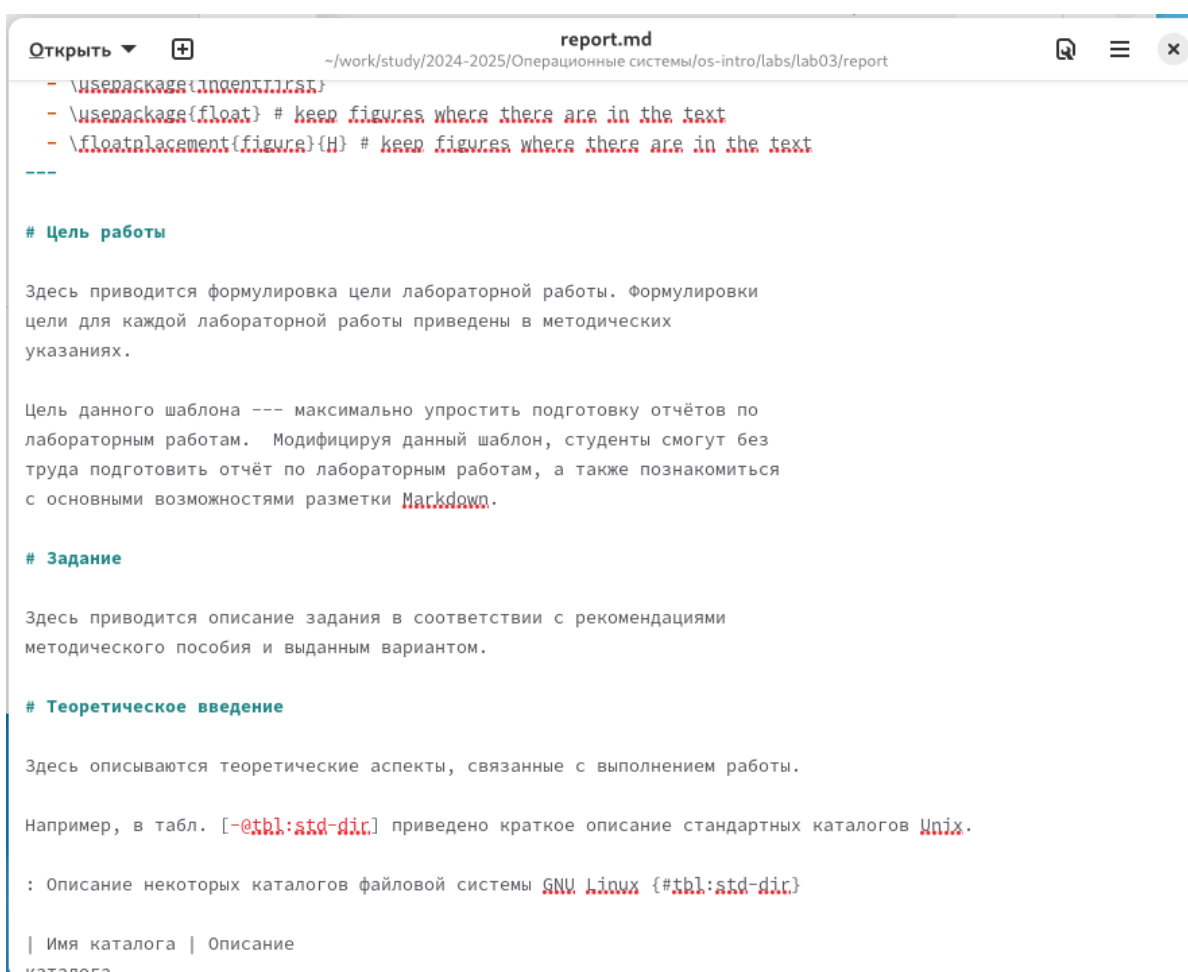 Открыть
report.md
~/work/study/2024-2025/Операционные системы/os-intro/labs/lab03/report
- \usepackage{indentfirst}
- \usepackage{float} # keep figures where there are in the text
- \floatplacement{figure}{H} # keep figures where there are in the text
---
# Цель работы
Здесь приводится формулировка цели лабораторной работы. Формулировки
цели для каждой лабораторной работы приведены в методических
указаниях.
Цель данного шаблона --- максимально упростить подготовку отчётов по
лабораторным работам.  Модифицируя данный шаблон, студенты смогут без
труда подготовить отчёт по лабораторным работам, а также познакомиться
с основными возможностями разметки Markdown.
# Задание
Здесь приводится описание задания в соответствии с рекомендациями
методического пособия и выданным вариантом.
# Теоретическое введение
Здесь описываются теоретические аспекты, связанные с выполнением работы.
Например, в табл. [-@tbl:std-dir] приведено краткое описание стандартных каталогов Unix.
: Описание некоторых каталогов файловой системы GNU Linux {#tbl:std-dir}
| Имя каталога | Описание
каталога